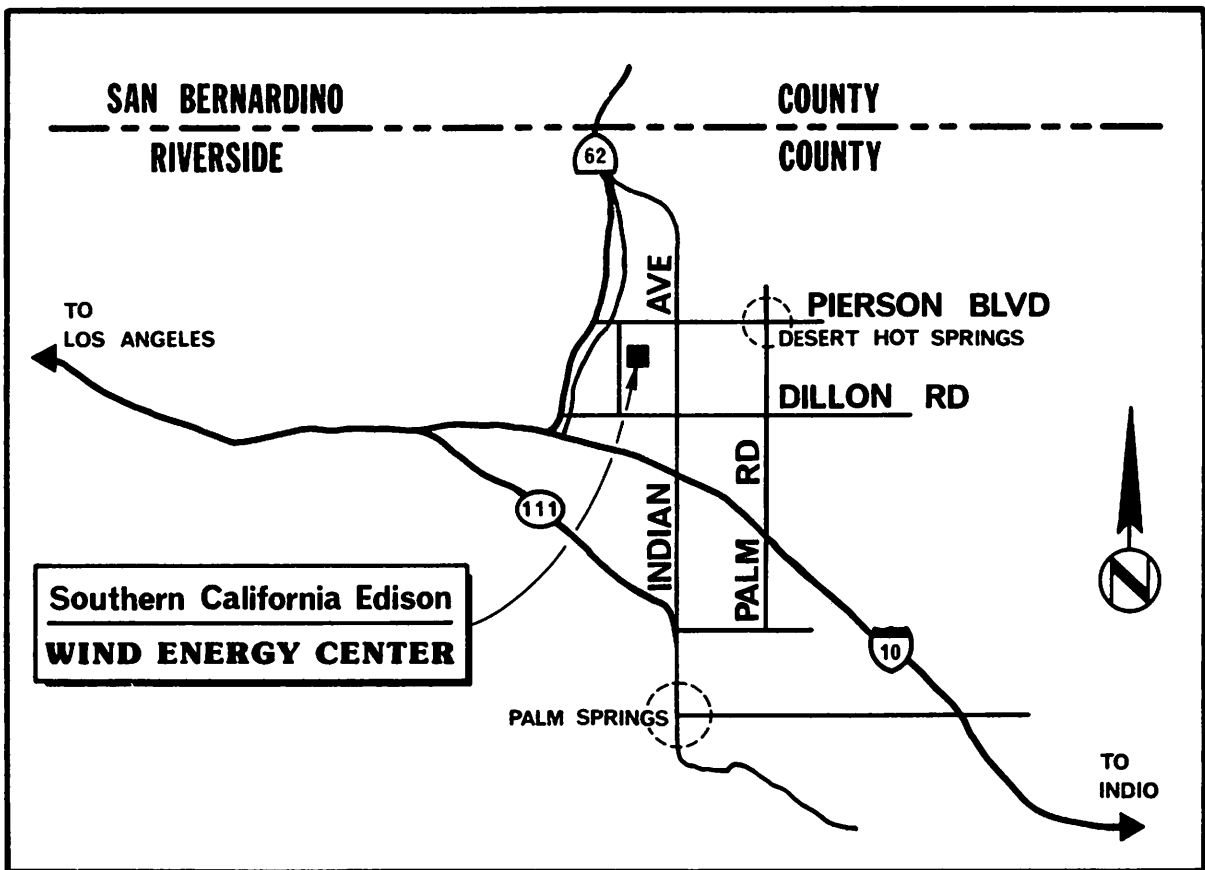 SAN BERNARDINO COUNTY
RIVERSIDE COUNTY
62
TO
LOS ANGELES
AVE
PIERSON BLVD
DESERT HOT SPRINGS
DILLON RD
111
INDIAN
PALM RD
Southern California Edison
WIND ENERGY CENTER
N
10
PALM SPRINGS
TO
INDIO